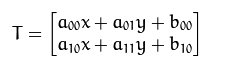 T = [a₀₀x + a₀₁y + b₀₀
a₁₀x + a₁₁y + b₁₀]